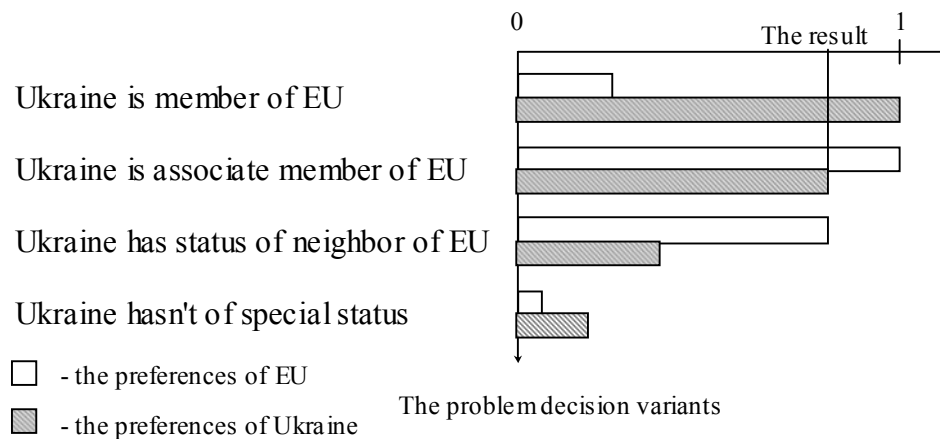 0
1
The result
Ukraine is member of EU
Ukraine is associate member of EU
Ukraine has status of neighbor of EU
Ukraine hasn't of special status
- the preferences of EU
The problem decision variants
- the preferences of Ukraine